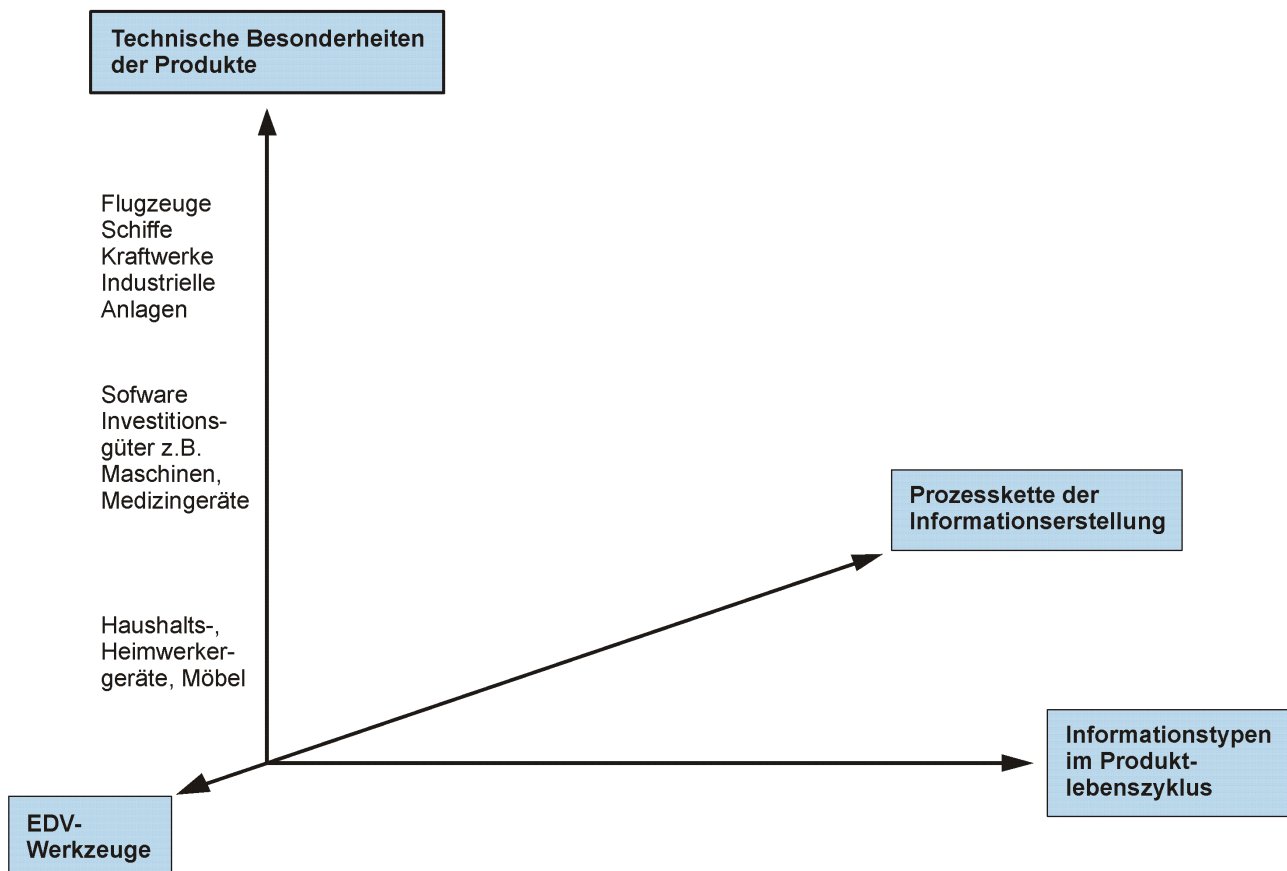 Technische Besonderheiten
der Produkte
Flugzeuge
Schiffe
Kraftwerke
Industrielle
Anlagen
Sofware
Investitions-
güter z.B.
Maschinen,
Medizingeräte
Haushalts-,
Heimwerker-
geräte, Möbel
Prozesskette der
Informationserstellung
Informationstypen
im Produkt-
lebenszyklus
EDV-
Werkzeuge